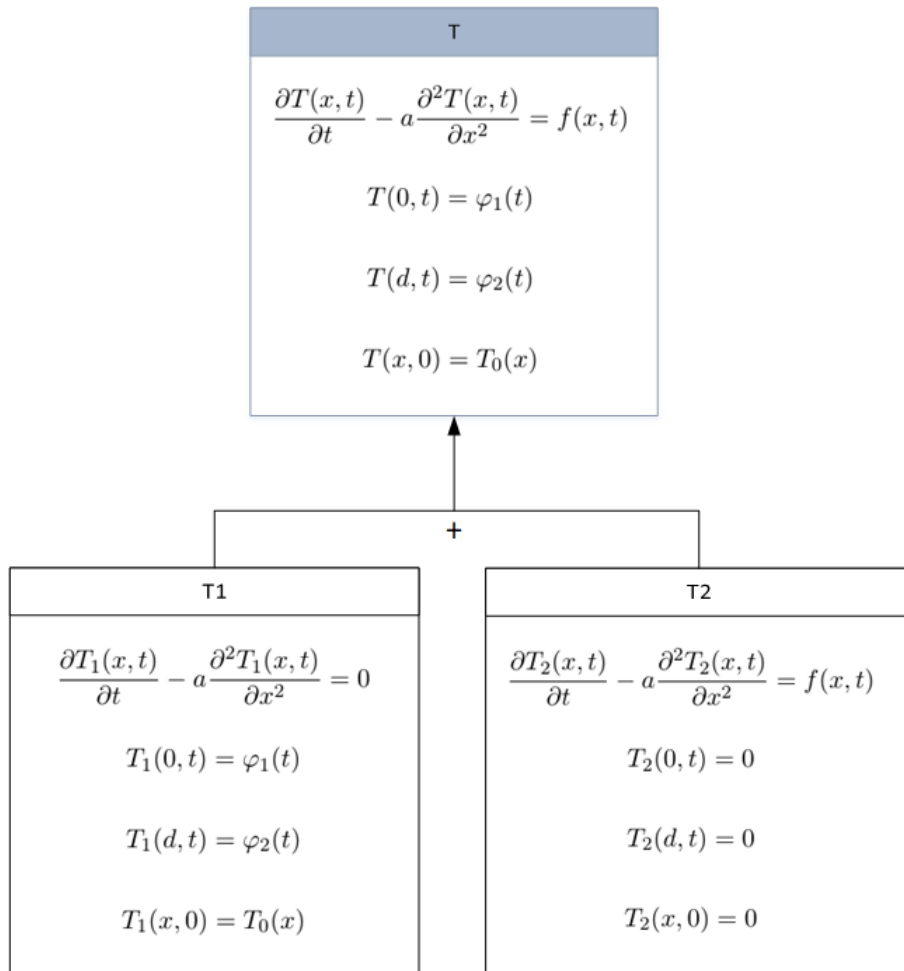 T
∂T(x,t)/∂t − a ∂²T(x,t)/∂x² = f(x,t)
T(0,t) = φ₁(t)
T(d,t) = φ₂(t)
T(x,0) = T₀(x)
+
T1
∂T₁(x,t)/∂t − a ∂²T₁(x,t)/∂x² = 0
T₁(0,t) = φ₁(t)
T₁(d,t) = φ₂(t)
T₁(x,0) = T₀(x)
T2
∂T₂(x,t)/∂t − a ∂²T₂(x,t)/∂x² = f(x,t)
T₂(0,t) = 0
T₂(d,t) = 0
T₂(x,0) = 0